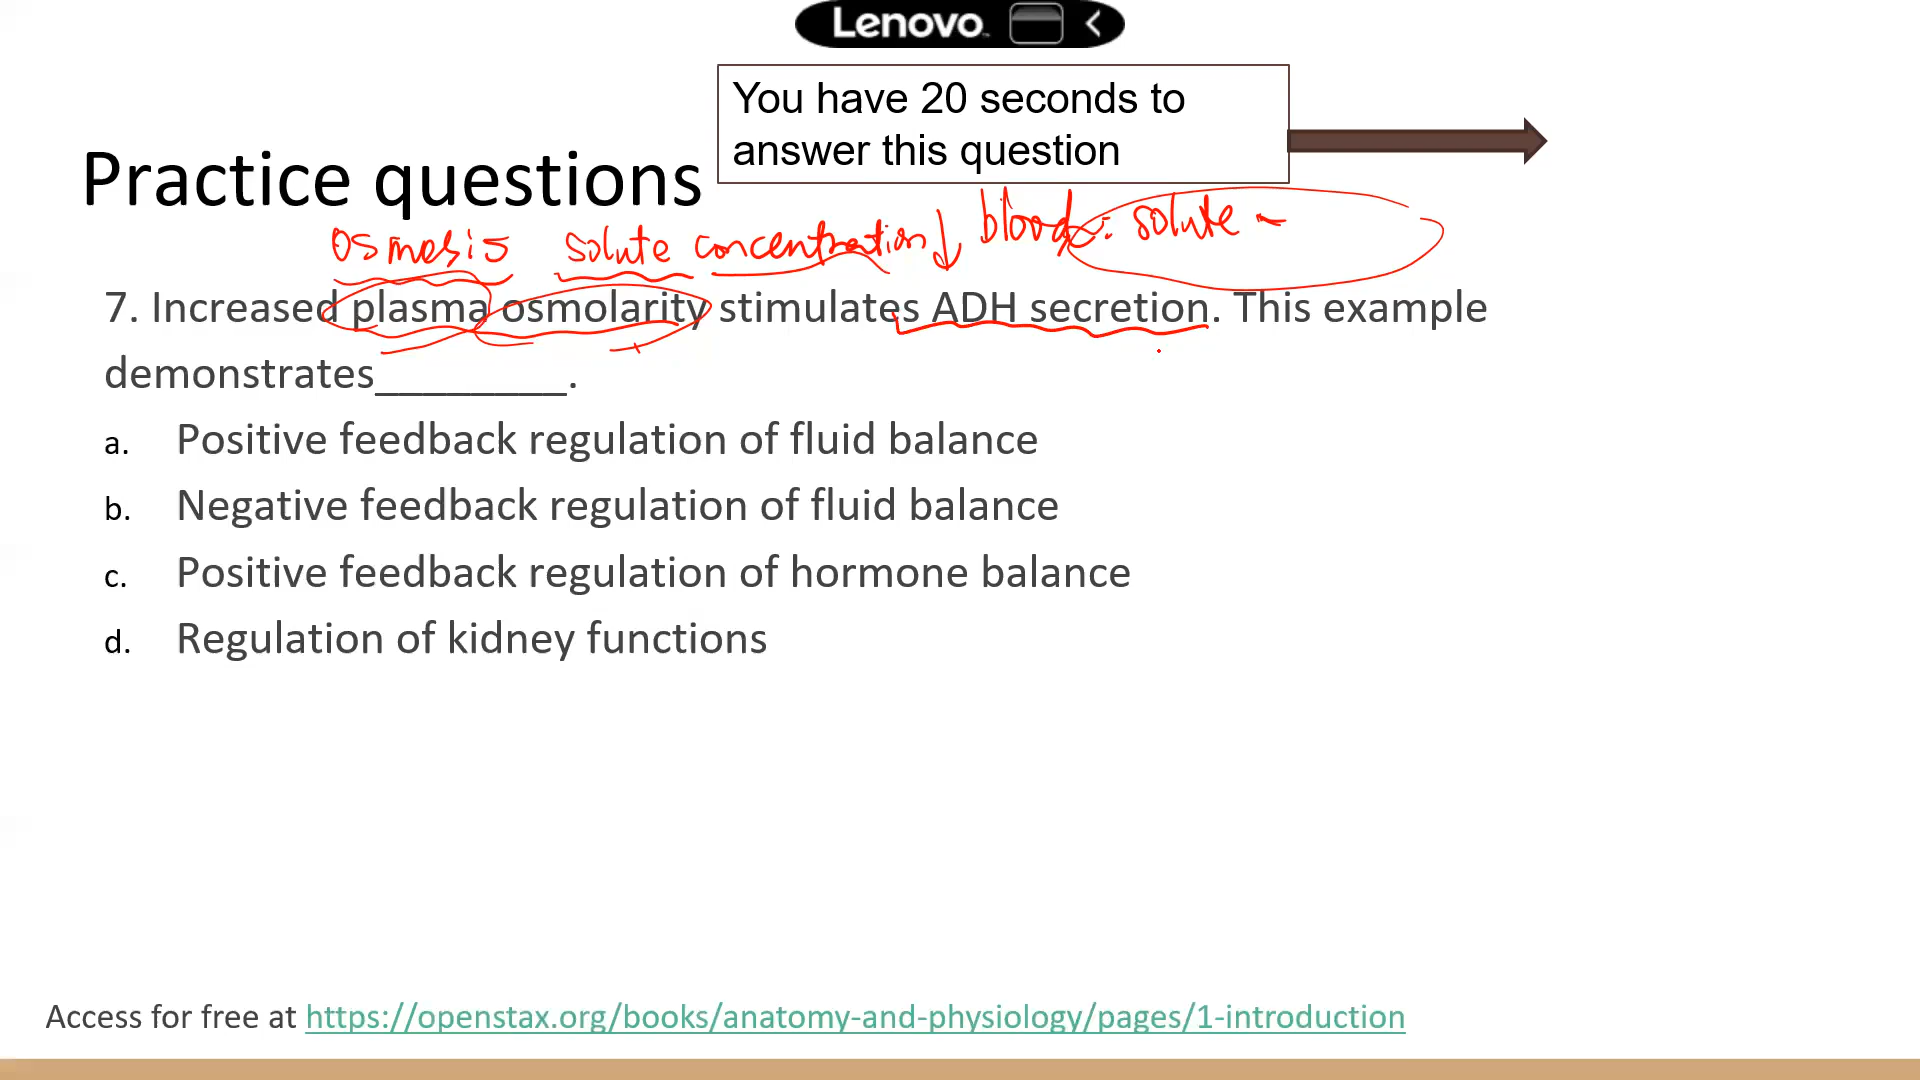 Lenovo
You have 20 seconds to
answer this question
Practice questions
osmosis solute concentration ↓ blood: solute ~
7. Increased plasma osmolarity stimulates ADH secretion. This example
demonstrates________.
a. Positive feedback regulation of fluid balance
b. Negative feedback regulation of fluid balance
c. Positive feedback regulation of hormone balance
d. Regulation of kidney functions
Access for free at https://openstax.org/books/anatomy-and-physiology/pages/1-introduction